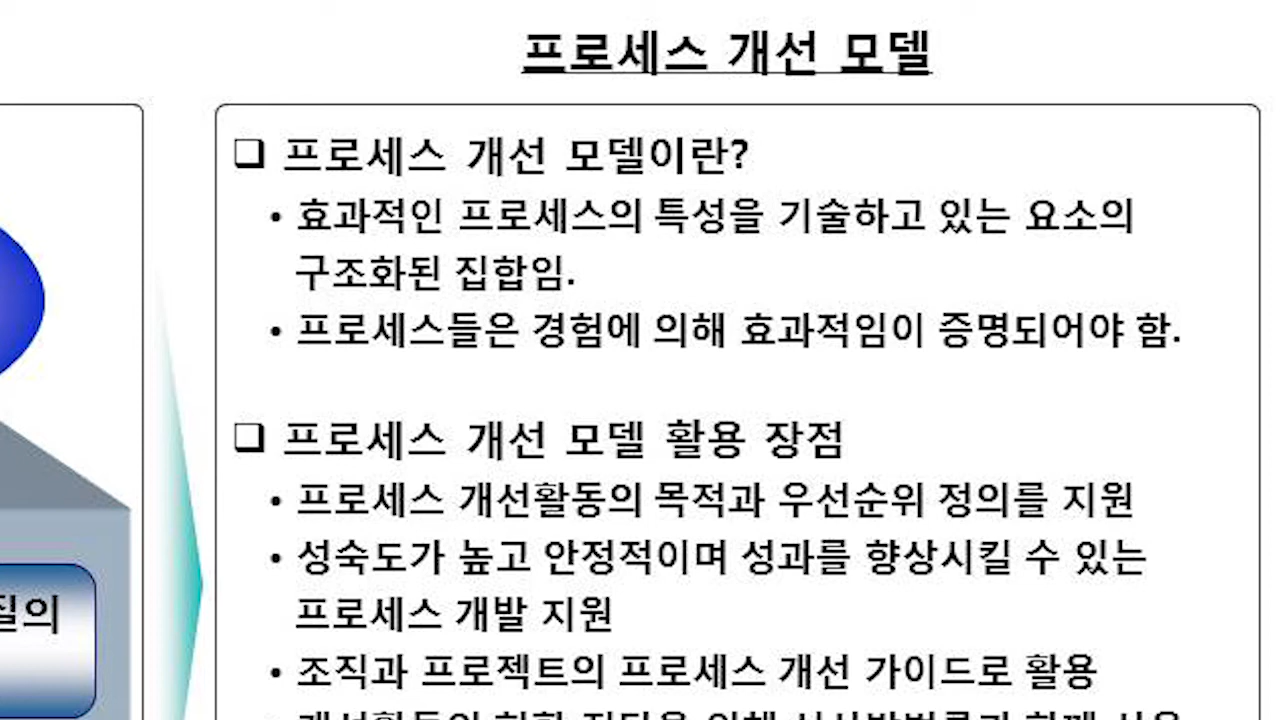 프로세스 개선 모델
❑ 프로세스 개선 모델이란?
• 효과적인 프로세스의 특성을 기술하고 있는 요소의
구조화된 집합임.
• 프로세스들은 경험에 의해 효과적임이 증명되어야 함.
❑ 프로세스 개선 모델 활용 장점
• 프로세스 개선활동의 목적과 우선순위 정의를 지원
• 성숙도가 높고 안정적이며 성과를 향상시킬 수 있는
프로세스 개발 지원
질의
• 조직과 프로젝트의 프로세스 개선 가이드로 활용